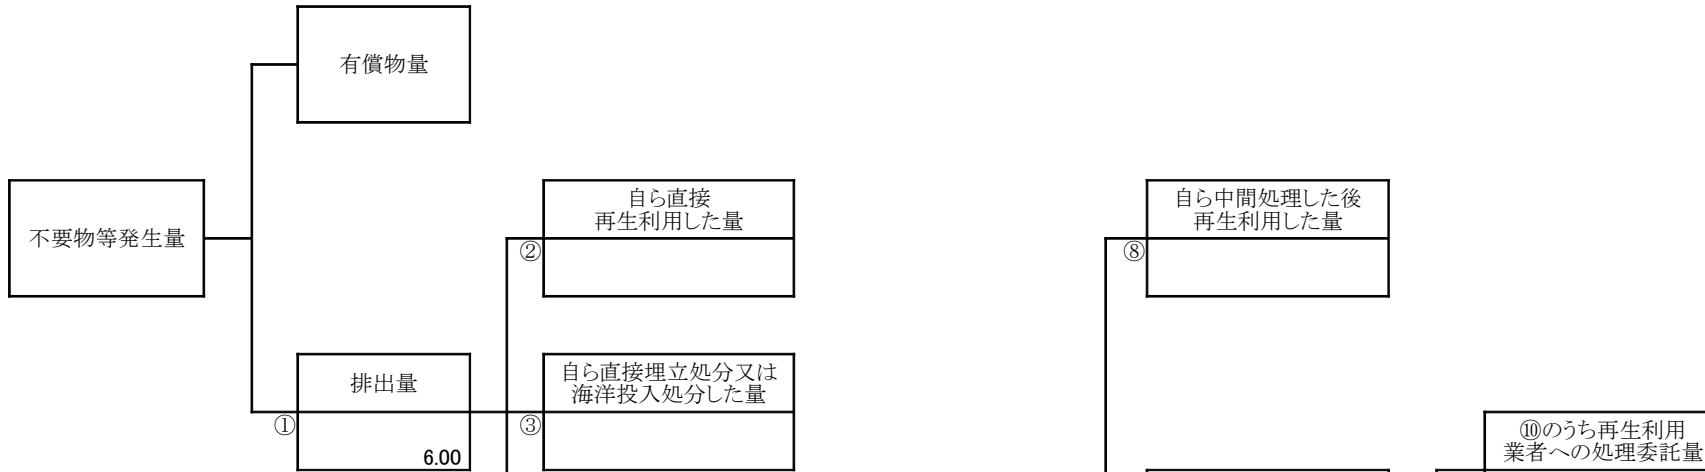 有償物量
不要物等発生量
自ら直接
再生利用した量
②
自ら中間処理した後
再生利用した量
⑧
排出量
①
6.00
自ら直接埋立処分又は
海洋投入処分した量
③
⑩のうち再生利用
業者への処理委託量